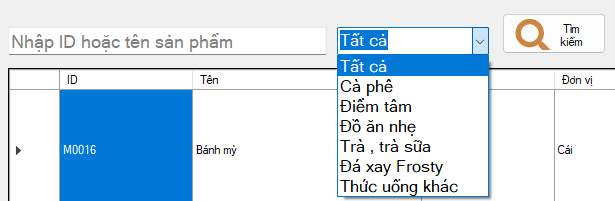 Nhập ID hoặc tên sản phẩm
Tất cả
Tìm
kiếm
ID
Tên
Đơn vị
Tất cả
Cà phê
Điểm tâm
Đồ ăn nhẹ
Trà , trà sữa
Đá xay Frosty
Thức uống khác
M0016
Bánh mỳ
Cái